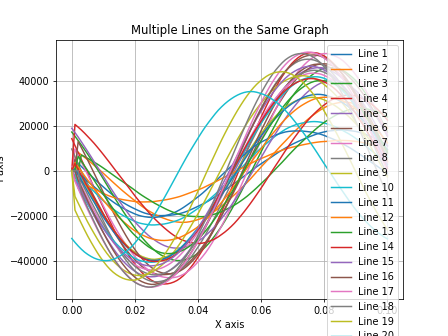 Multiple Lines on the Same Graph
40000
20000
0
−20000
−40000
0.00
0.02
0.04
0.06
0.08
X axis
Line 1
Line 2
Line 3
Line 4
Line 5
Line 6
Line 7
Line 8
Line 9
Line 10
Line 11
Line 12
Line 13
Line 14
Line 15
Line 16
Line 17
Line 18
Line 19
Line 20